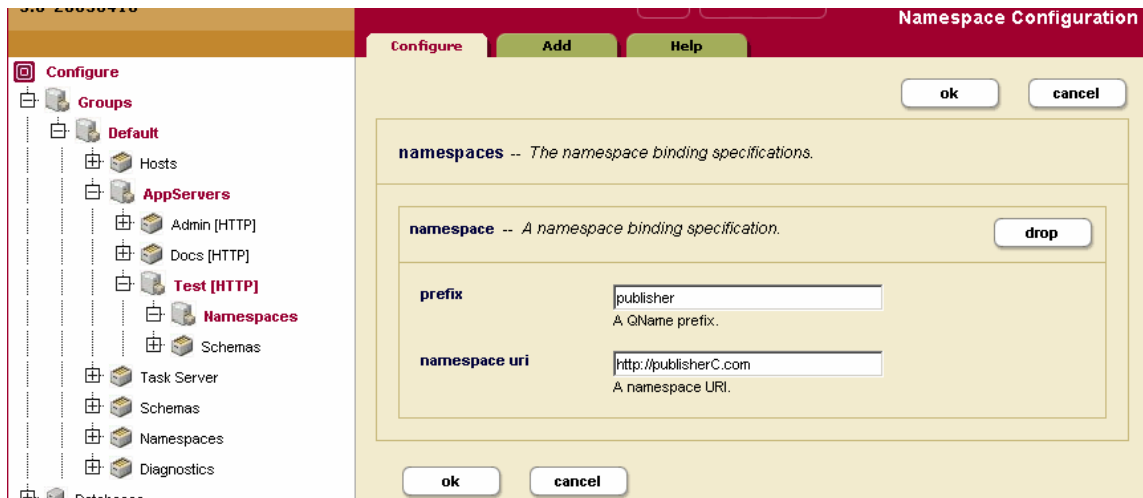 Namespace Configuration
Configure
Add
Help
Configure
Groups
Default
Hosts
AppServers
Admin [HTTP]
Docs [HTTP]
Test [HTTP]
Namespaces
Schemas
Task Server
Schemas
Namespaces
Diagnostics
Databases
ok cancel
namespaces -- The namespace binding specifications.
namespace -- A namespace binding specification.
drop
prefix
publisher
A QName prefix.
namespace uri
http://publisherC.com
A namespace URI.
ok cancel